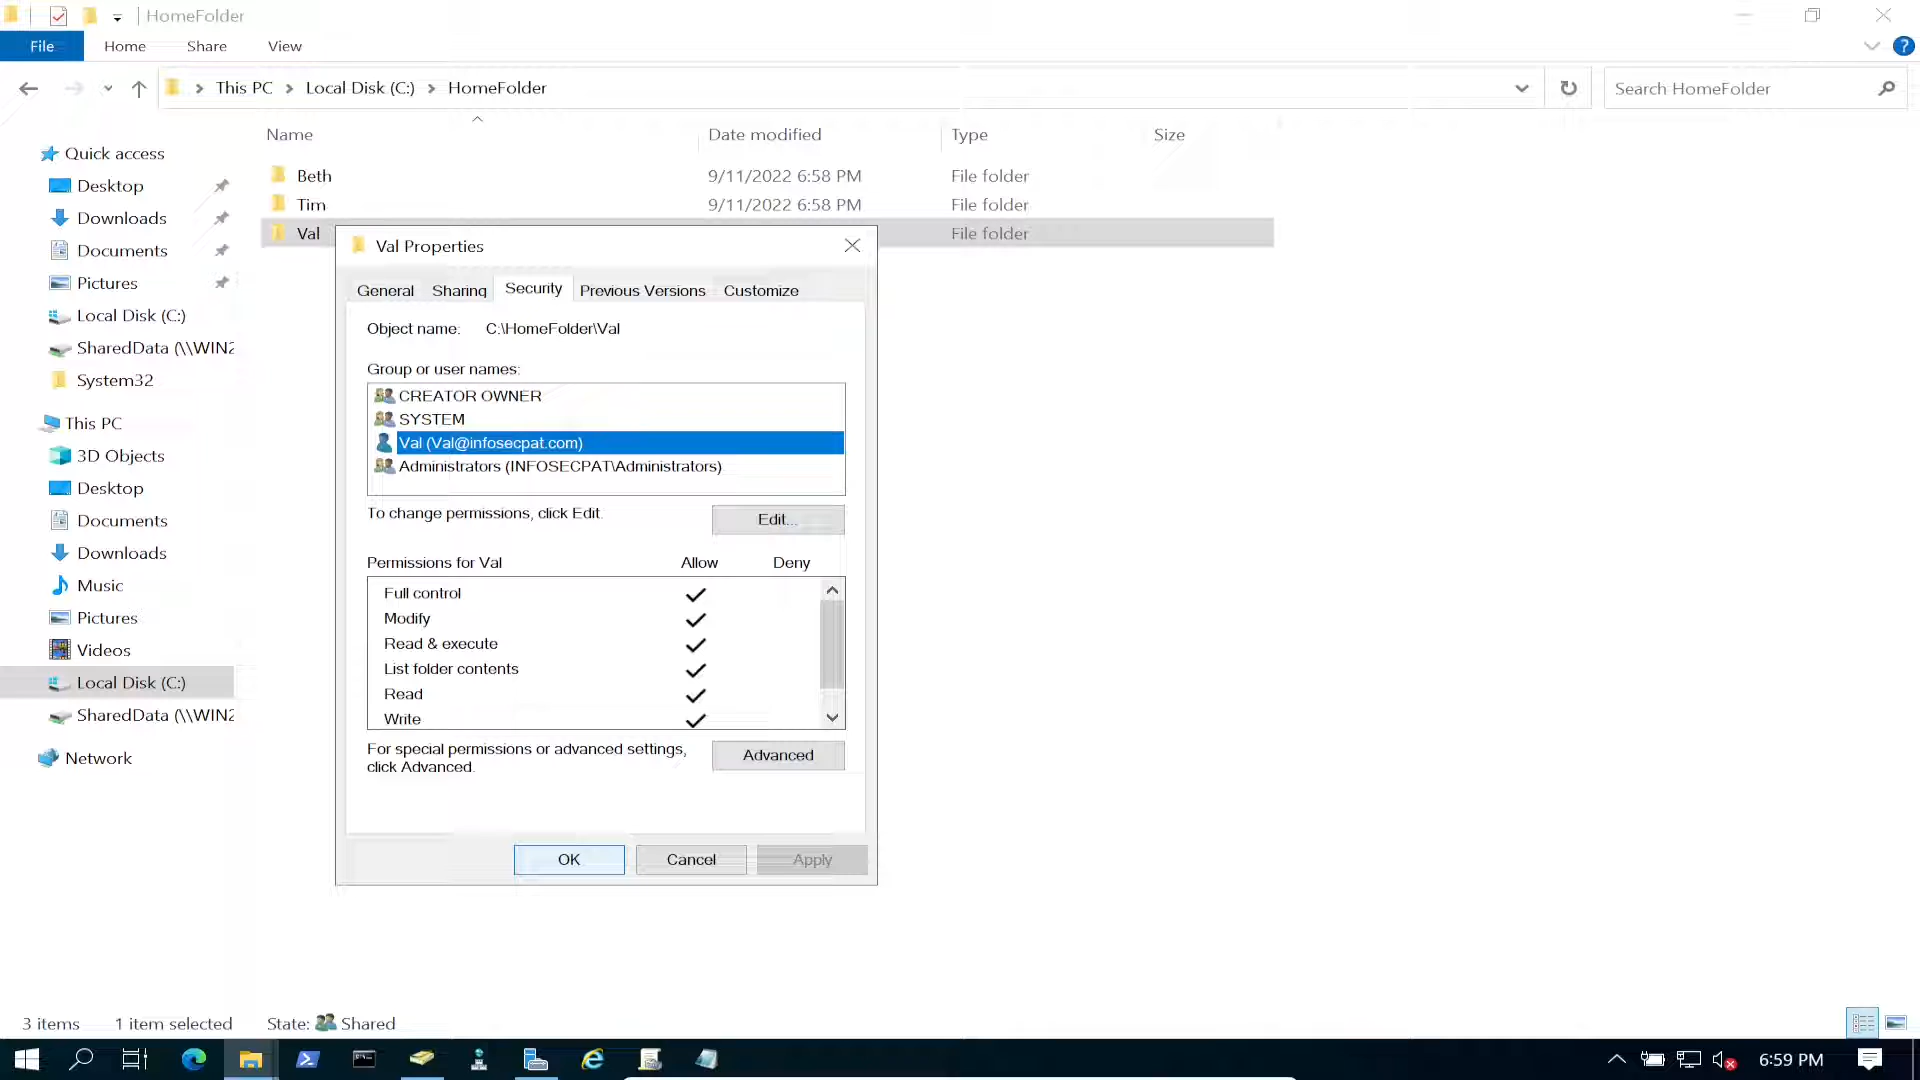 HomeFolder
File Home Share View
This PC Local Disk (C:) HomeFolder Search HomeFolder
Name Date modified Type Size
Quick access
Desktop
Downloads
Documents
Pictures
Local Disk (C:)
SharedData (\\WIN2
System32
This PC
3D Objects
Desktop
Documents
Downloads
Music
Pictures
Videos
Local Disk (C:)
SharedData (\\WIN2
Network
Beth 9/11/2022 6:58 PM File folder
Tim 9/11/2022 6:58 PM File folder
Val File folder
Val Properties
General Sharing Security Previous Versions Customize
Object name: C:\HomeFolder\Val
Group or user names:
CREATOR OWNER
SYSTEM
Val (Val@infosecpat.com)
Administrators (INFOSECPAT\Administrators)
To change permissions, click Edit. Edit...
Permissions for Val Allow Deny
Full control
Modify
Read & execute
List folder contents
Read
Write
For special permissions or advanced settings,
click Advanced.
Advanced
OK Cancel Apply
3 items 1 item selected State: Shared
6:59 PM